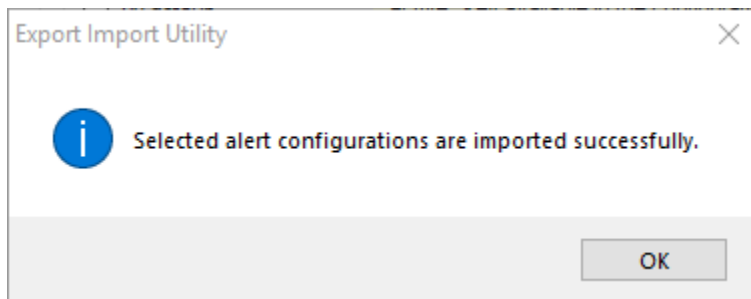 Export Import Utility
Selected alert configurations are imported successfully.
OK